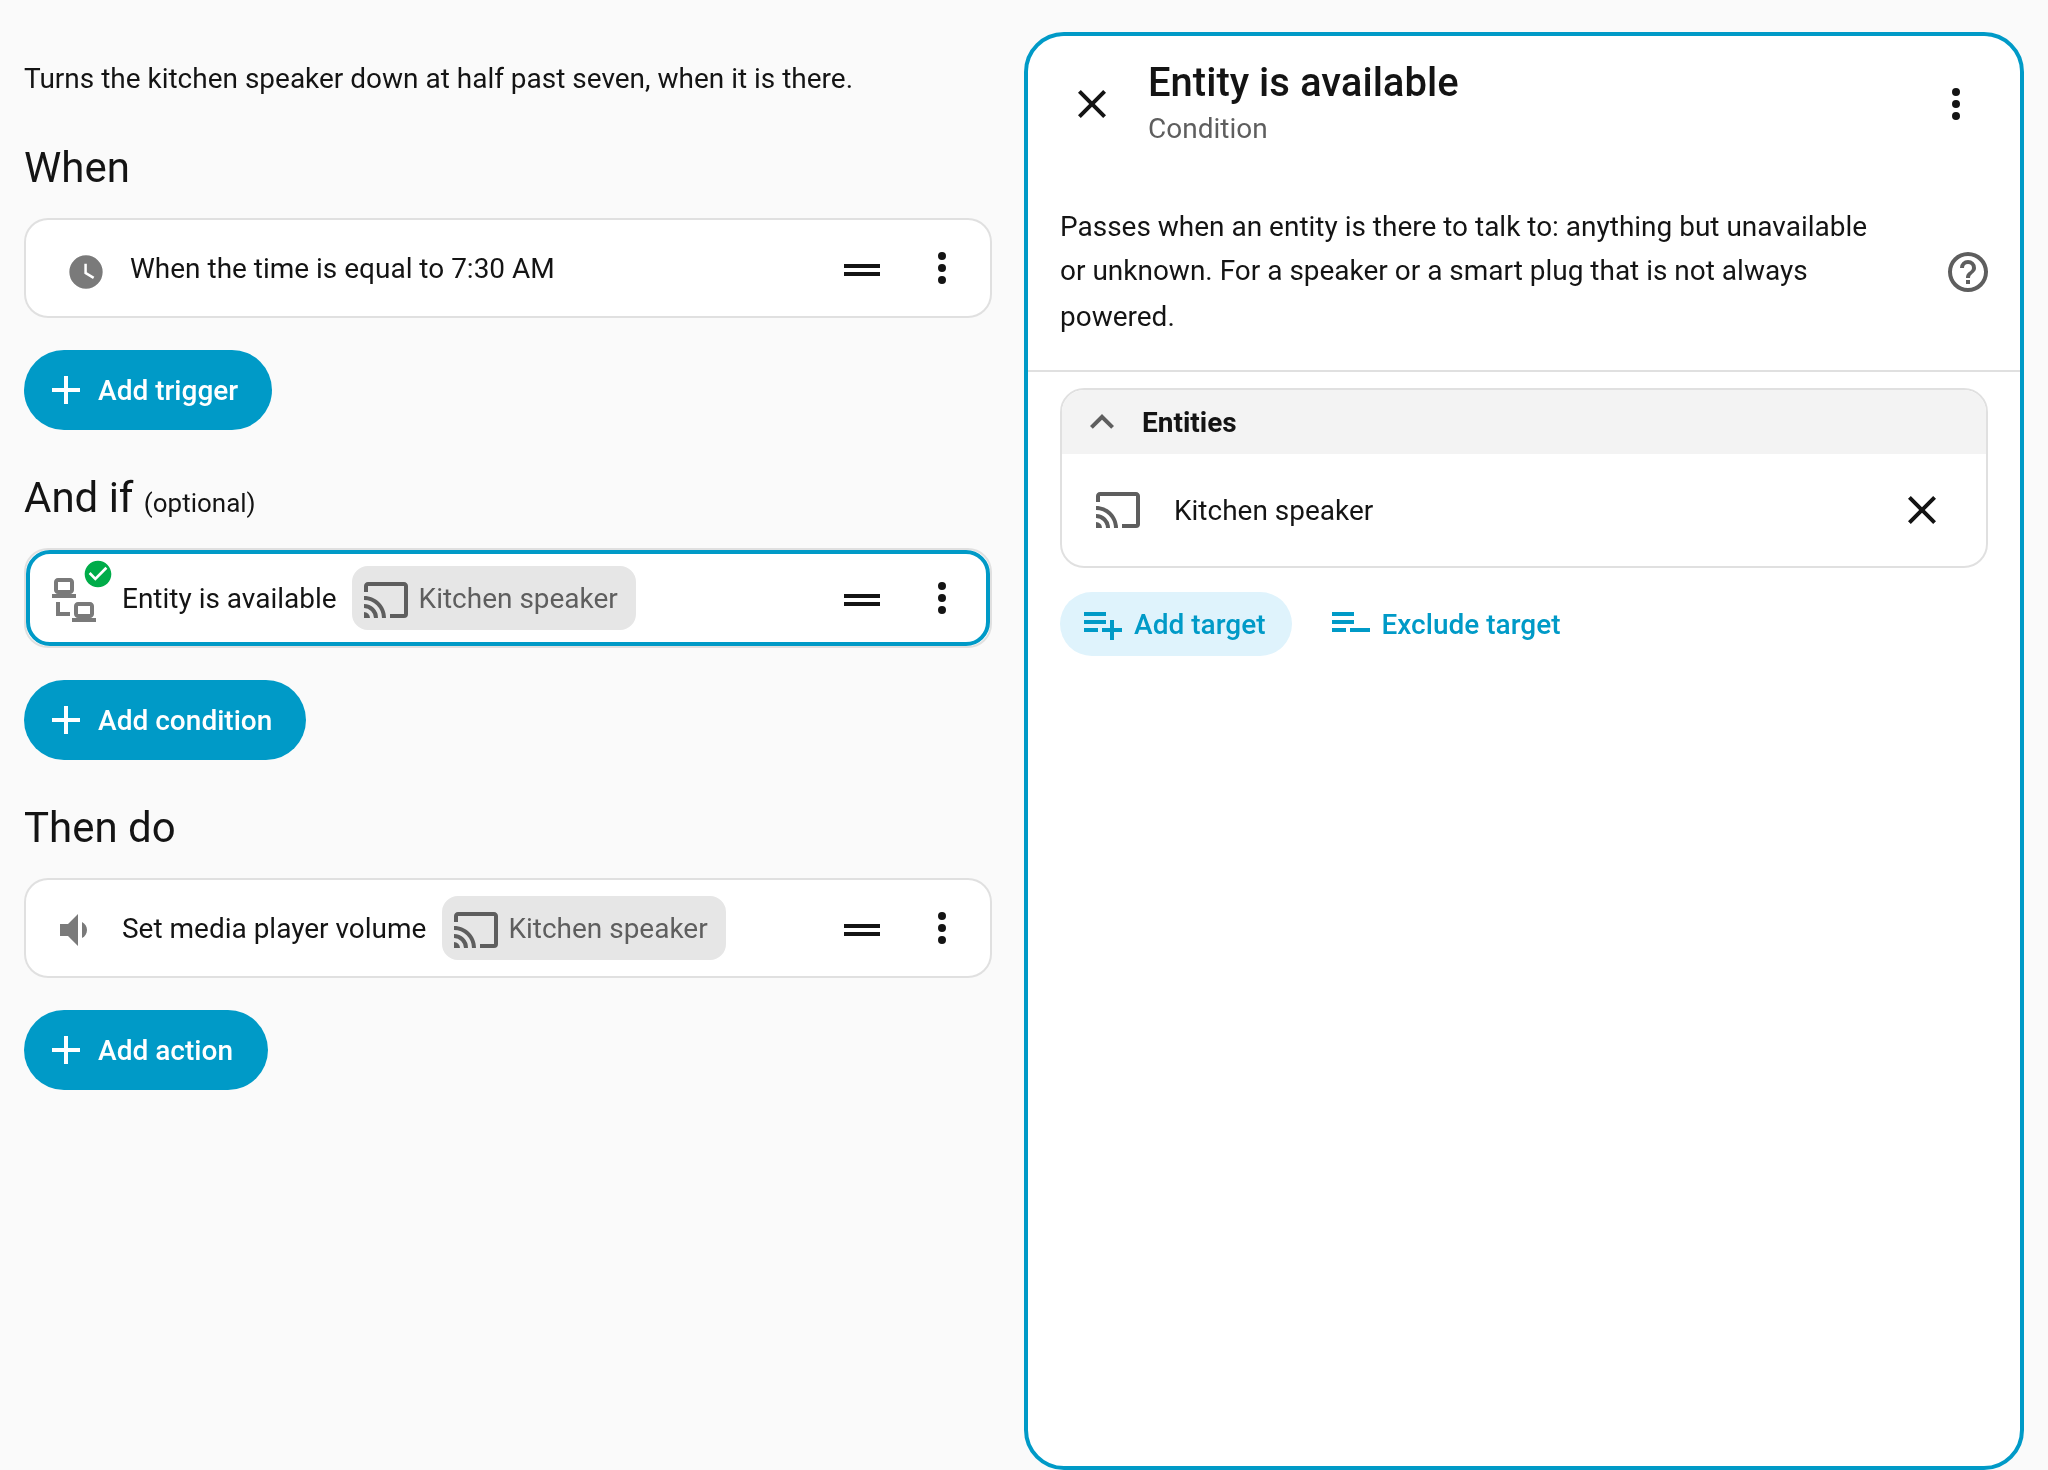 Turns the kitchen speaker down at half past seven, when it is there.
When
When the time is equal to 7:30 AM
Add trigger
And if (optional)
Entity is available Kitchen speaker
Add condition
Then do
Set media player volume Kitchen speaker
Add action
Entity is available
Condition
Passes when an entity is there to talk to: anything but unavailable
or unknown. For a speaker or a smart plug that is not always
powered.
Entities
Kitchen speaker
Add target Exclude target